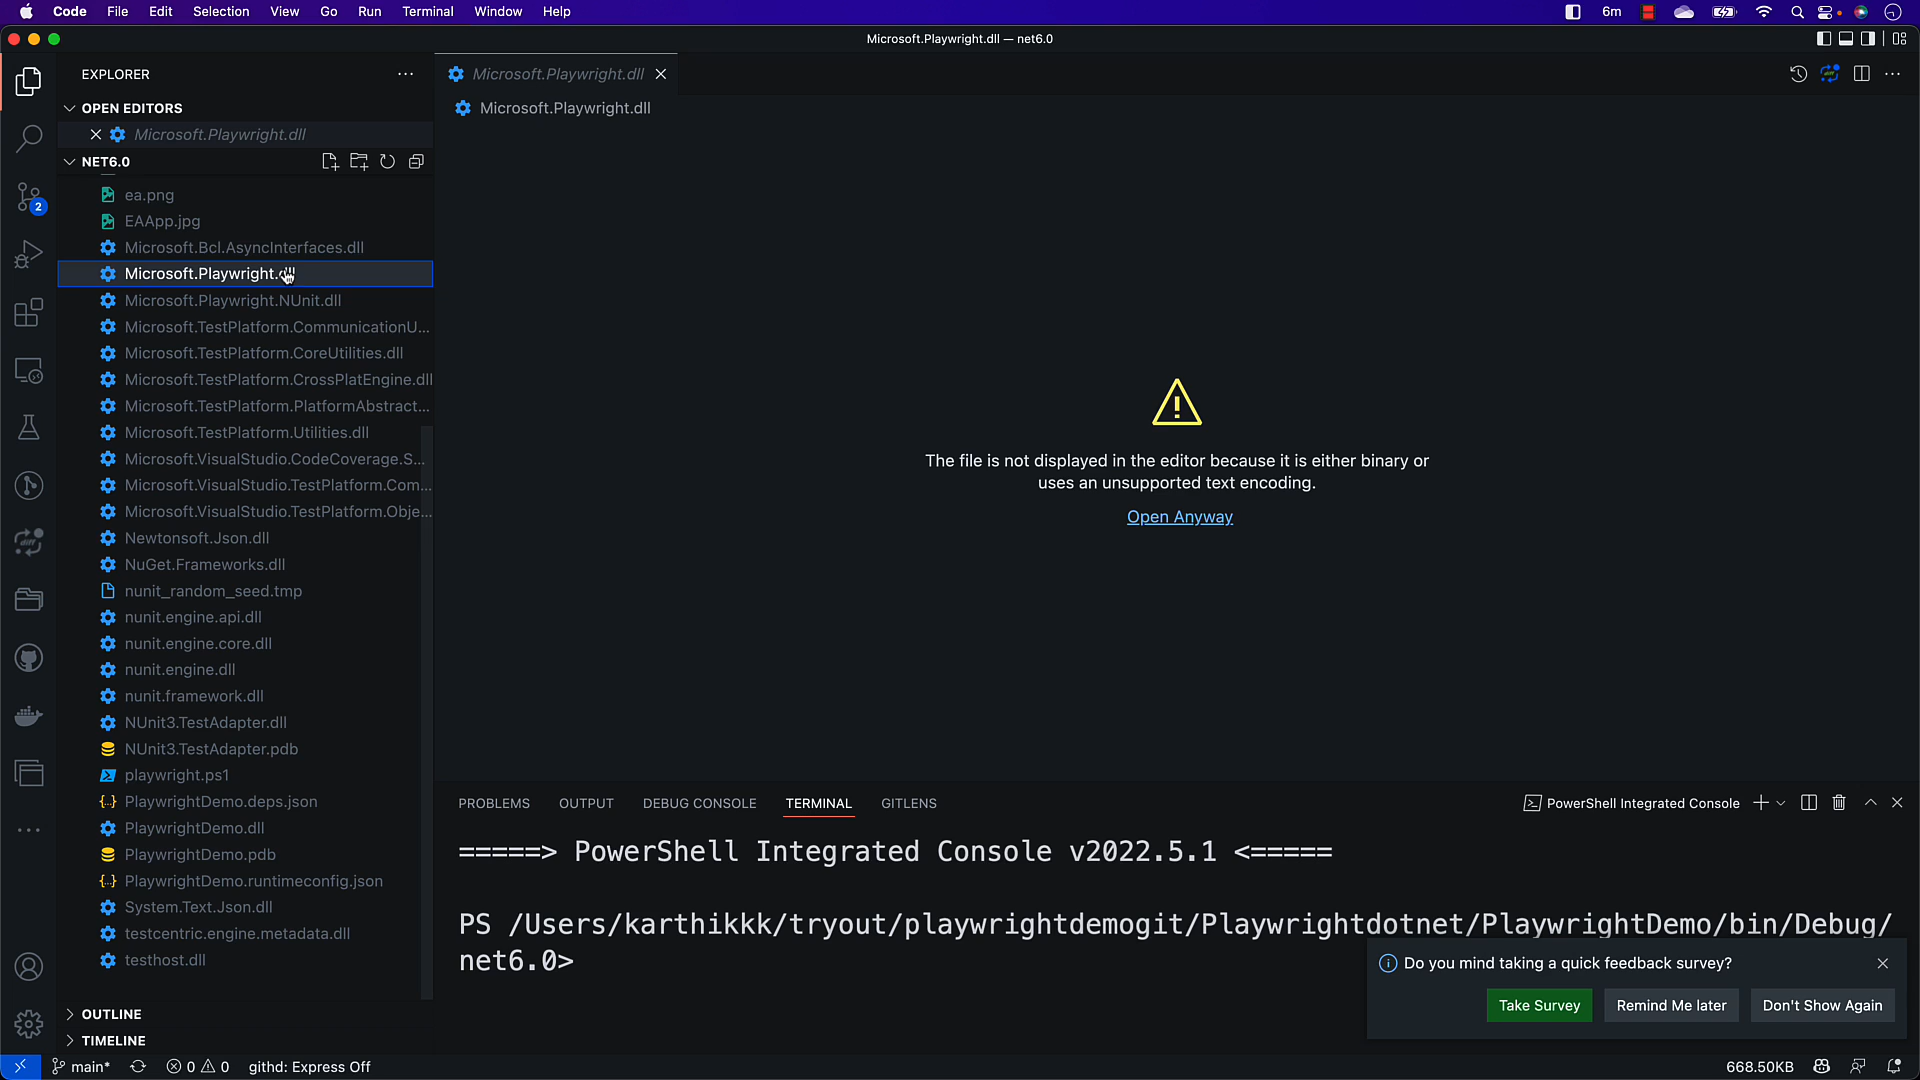 Code File Edit Selection View Go Run Terminal Window Help
6m
Microsoft.Playwright.dll — net6.0
EXPLORER
OPEN EDITORS
Microsoft.Playwright.dll
NET6.0
ea.png
EAApp.jpg
Microsoft.Bcl.AsyncInterfaces.dll
Microsoft.Playwright.
Microsoft.Playwright.NUnit.dll
Microsoft.TestPlatform.CommunicationU...
Microsoft.TestPlatform.CoreUtilities.dll
Microsoft.TestPlatform.CrossPlatEngine.dll
Microsoft.TestPlatform.PlatformAbstract...
Microsoft.TestPlatform.Utilities.dll
Microsoft.VisualStudio.CodeCoverage.S...
Microsoft.VisualStudio.TestPlatform.Com...
Microsoft.VisualStudio.TestPlatform.Obje...
Newtonsoft.Json.dll
NuGet.Frameworks.dll
nunit_random_seed.tmp
nunit.engine.api.dll
nunit.engine.core.dll
nunit.engine.dll
nunit.framework.dll
NUnit3.TestAdapter.dll
NUnit3.TestAdapter.pdb
playwright.ps1
PlaywrightDemo.deps.json
PlaywrightDemo.dll
PlaywrightDemo.pdb
PlaywrightDemo.runtimeconfig.json
System.Text.Json.dll
testcentric.engine.metadata.dll
testhost.dll
OUTLINE
TIMELINE
2
Microsoft.Playwright.dll
Microsoft.Playwright.dll
The file is not displayed in the editor because it is either binary or
uses an unsupported text encoding.
Open Anyway
PROBLEMS OUTPUT DEBUG CONSOLE TERMINAL GITLENS
PowerShell Integrated Console
=====> PowerShell Integrated Console v2022.5.1 <=====
PS /Users/karthikkk/tryout/playwrightdemogit/Playwrightdotnet/PlaywrightDemo/bin/Debug/
net6.0>
Do you mind taking a quick feedback survey?
Take Survey Remind Me later Don't Show Again
main* 0 0 githd: Express Off
668.50KB